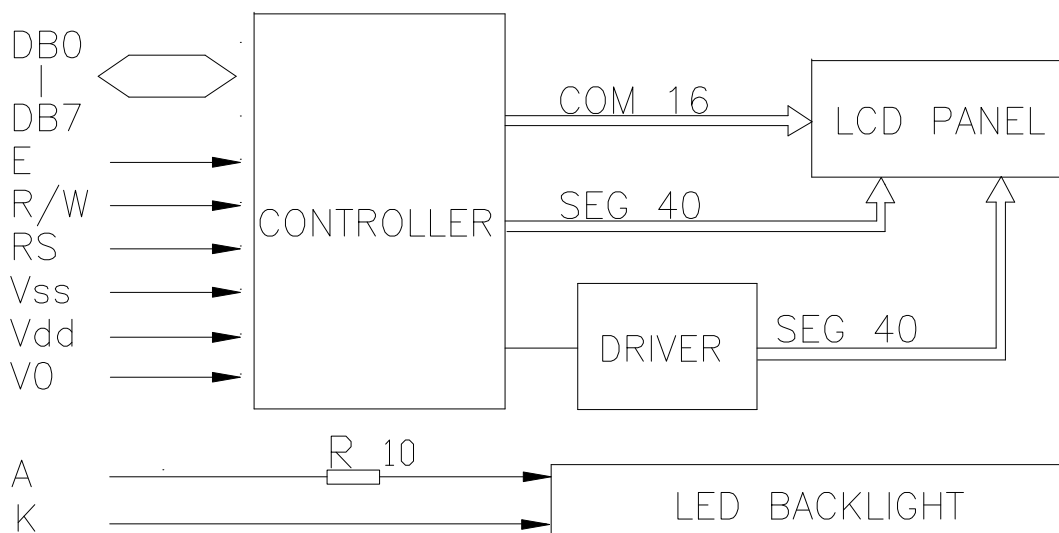 DB0
|
DB7
E
R/W
RS
Vss
Vdd
V0
CONTROLLER
COM 16
LCD PANEL
SEG 40
DRIVER
SEG 40
A
R 10
K
LED BACKLIGHT